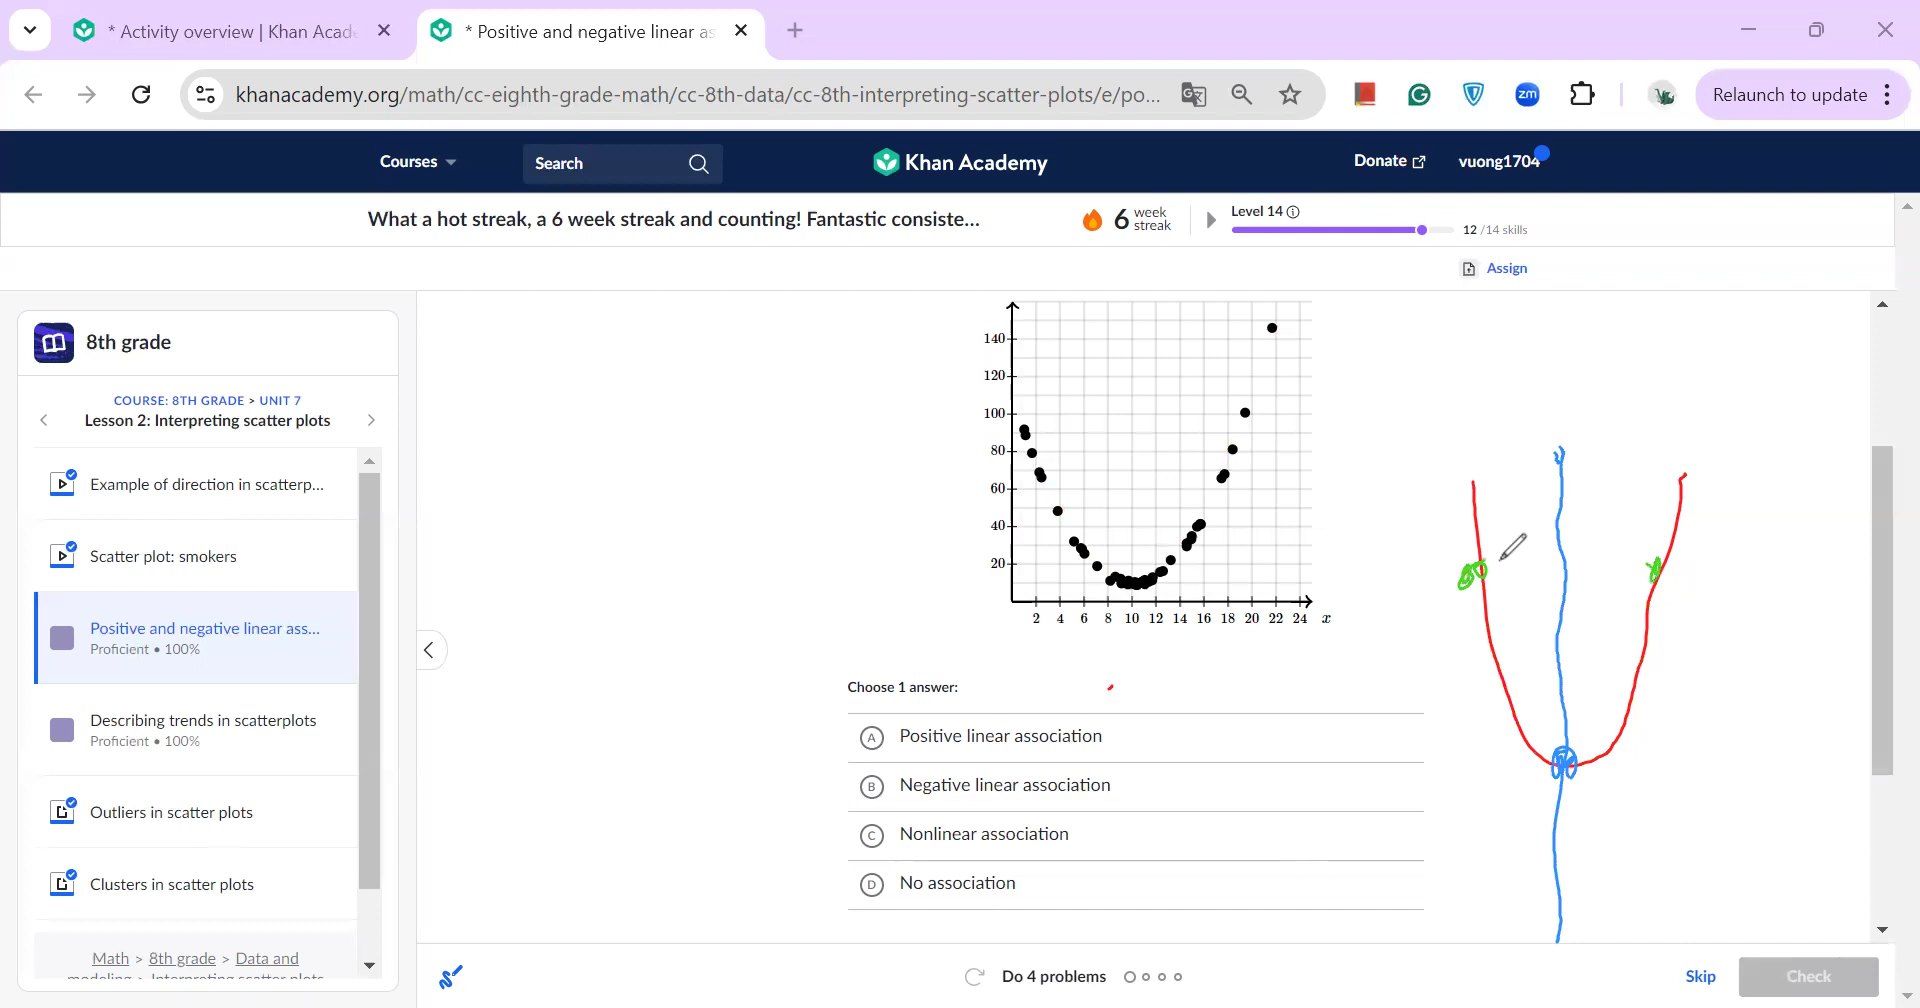 * Activity overview | Khan Acade
* Positive and negative linear as
khanacademy.org/math/cc-eighth-grade-math/cc-8th-data/cc-8th-interpreting-scatter-plots/e/po...
zm
Relaunch to update
Courses
Search
Khan Academy
Donate
vuong1704
What a hot streak, a 6 week streak and counting! Fantastic consiste...
6 week streak
Level 14
12 /14 skills
Assign
8th grade
COURSE: 8TH GRADE > UNIT 7
Lesson 2: Interpreting scatter plots
Example of direction in scatterp...
Scatter plot: smokers
Positive and negative linear ass...
Proficient • 100%
Describing trends in scatterplots
Proficient • 100%
Outliers in scatter plots
Clusters in scatter plots
Math > 8th grade > Data and
modeling > Interpreting scatter plots
140
120
100
80
60
40
20
2 4 6 8 10 12 14 16 18 20 22 24 x
Choose 1 answer:
A Positive linear association
B Negative linear association
C Nonlinear association
D No association
Do 4 problems
Skip
Check